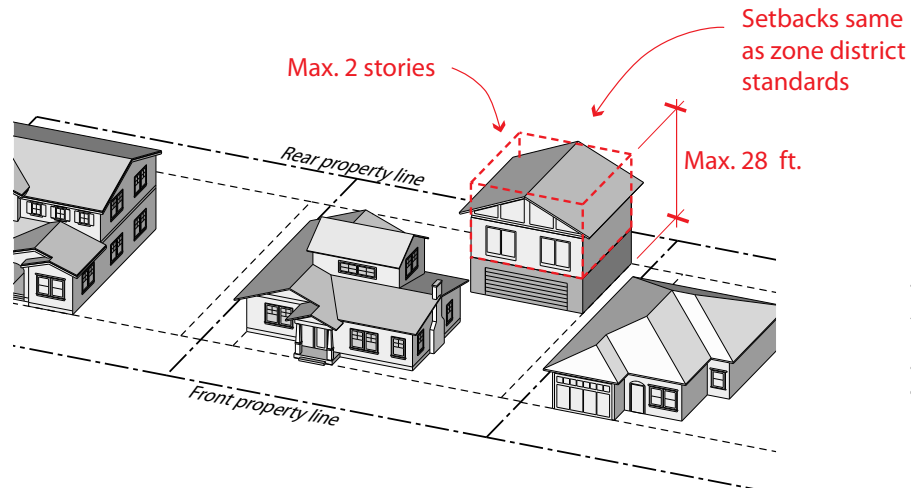 Setbacks same
as zone district
standards
Max. 2 stories
Max. 28 ft.
Rear property line
Front property line